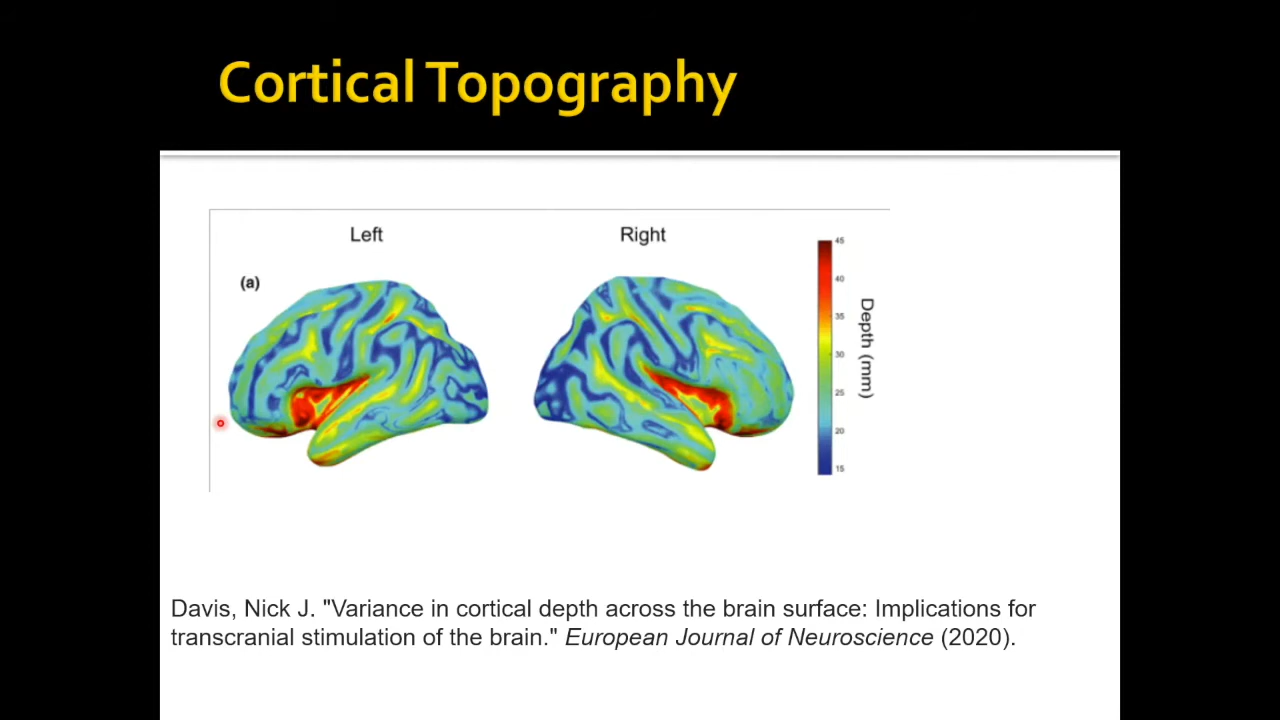 Cortical Topography
Left
Right
(a)
45
40
35
30
25
20
15
Depth (mm)
Davis, Nick J. "Variance in cortical depth across the brain surface: Implications for
transcranial stimulation of the brain." European Journal of Neuroscience (2020).